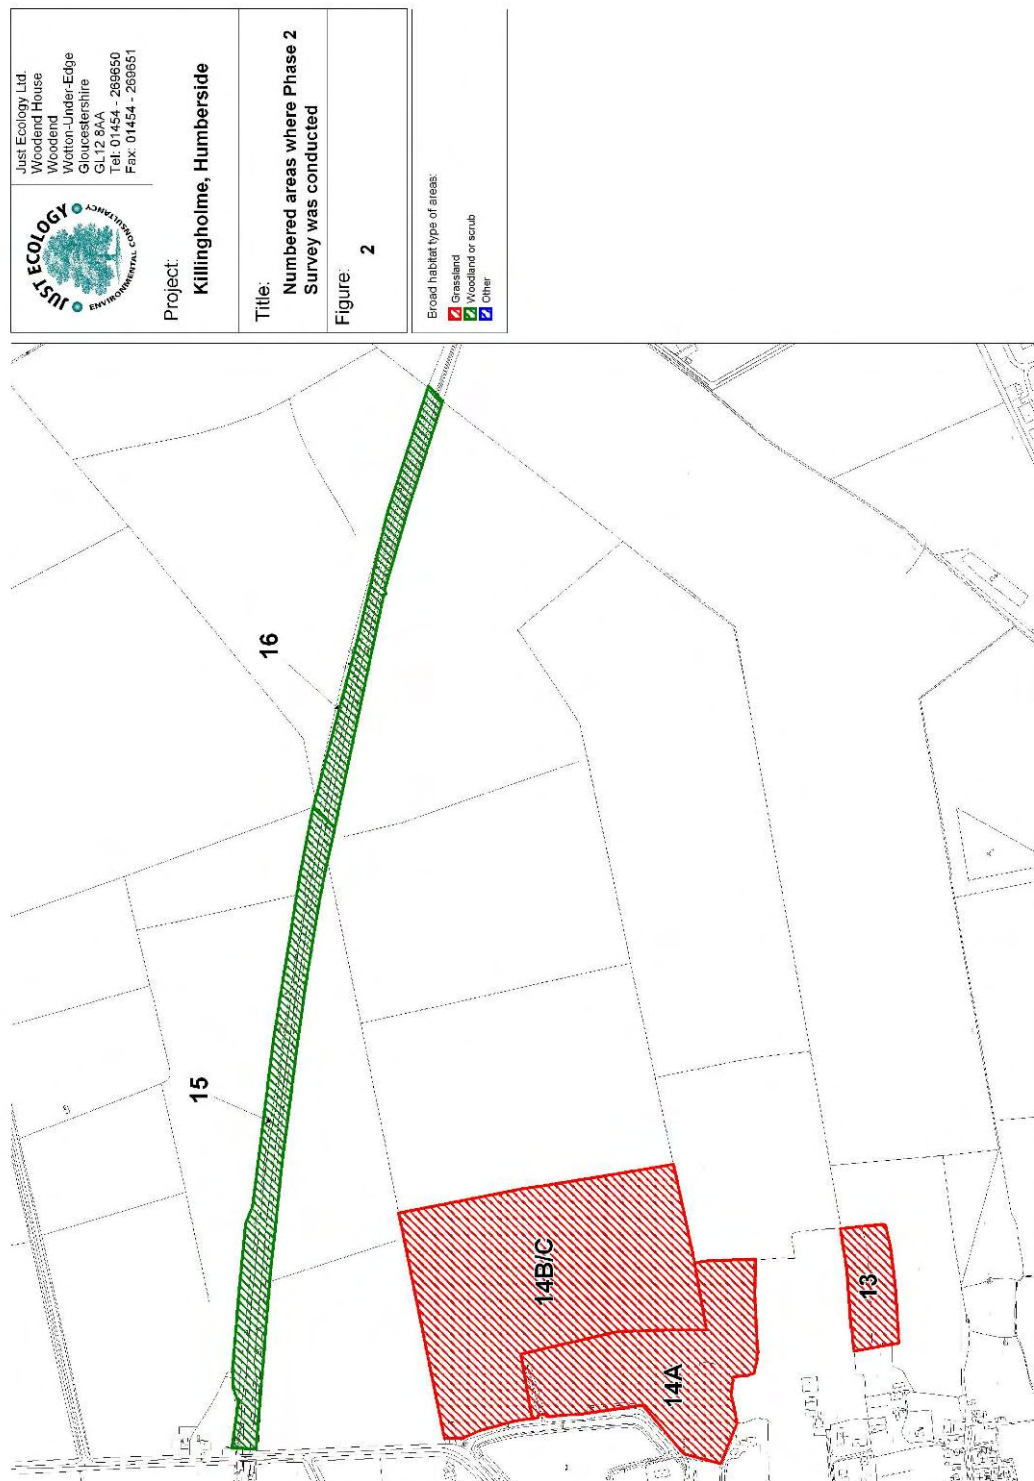 JUST ECOLOGY
ENVIRONMENTAL CONSULTANCY
Just Ecology Ltd.
Woodend House
Woodend
Wotton-Under-Edge
Gloucestershire
GL12 8AA
Tel: 01454 - 269650
Fax: 01454 - 269651
Project:
Killingholme, Humberside
Title:
Numbered areas where Phase 2
Survey was conducted
Figure:
2
Broad habitat type of areas:
Grassland
Woodland or scrub
Other
16
15
14B/C
14A
13